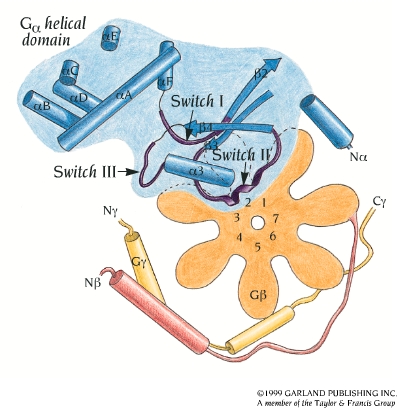 Gα helical
domain
αE
αC
αF
αB
αD
αA
β2
Switch I
β4
β3
Switch II
Nα
Switch III
α3
Nγ
2
1
Cγ
3
7
4
6
5
Gγ
Nβ
Gβ
©1999 GARLAND PUBLISHING INC.
A member of the Taylor & Francis Group